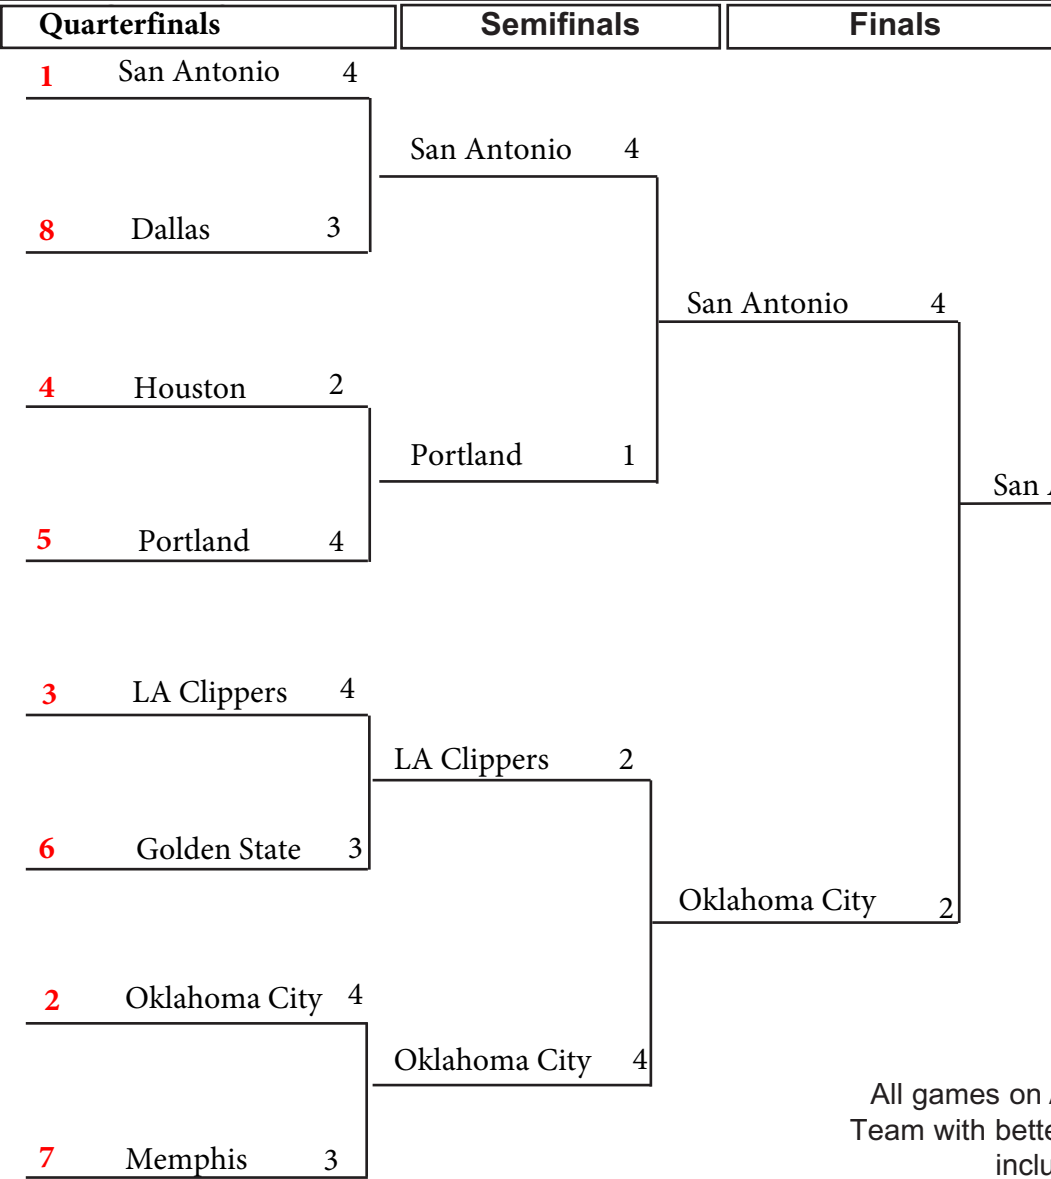 Quarterfinals Semifinals Finals
1 San Antonio 4
San Antonio 4
8 Dallas 3
San Antonio 4
4 Houston 2
Portland 1
San
5 Portland 4
3 LA Clippers 4
LA Clippers 2
6 Golden State 3
Oklahoma City 2
2 Oklahoma City 4
Oklahoma City 4
7 Memphis 3
All games on
Team with